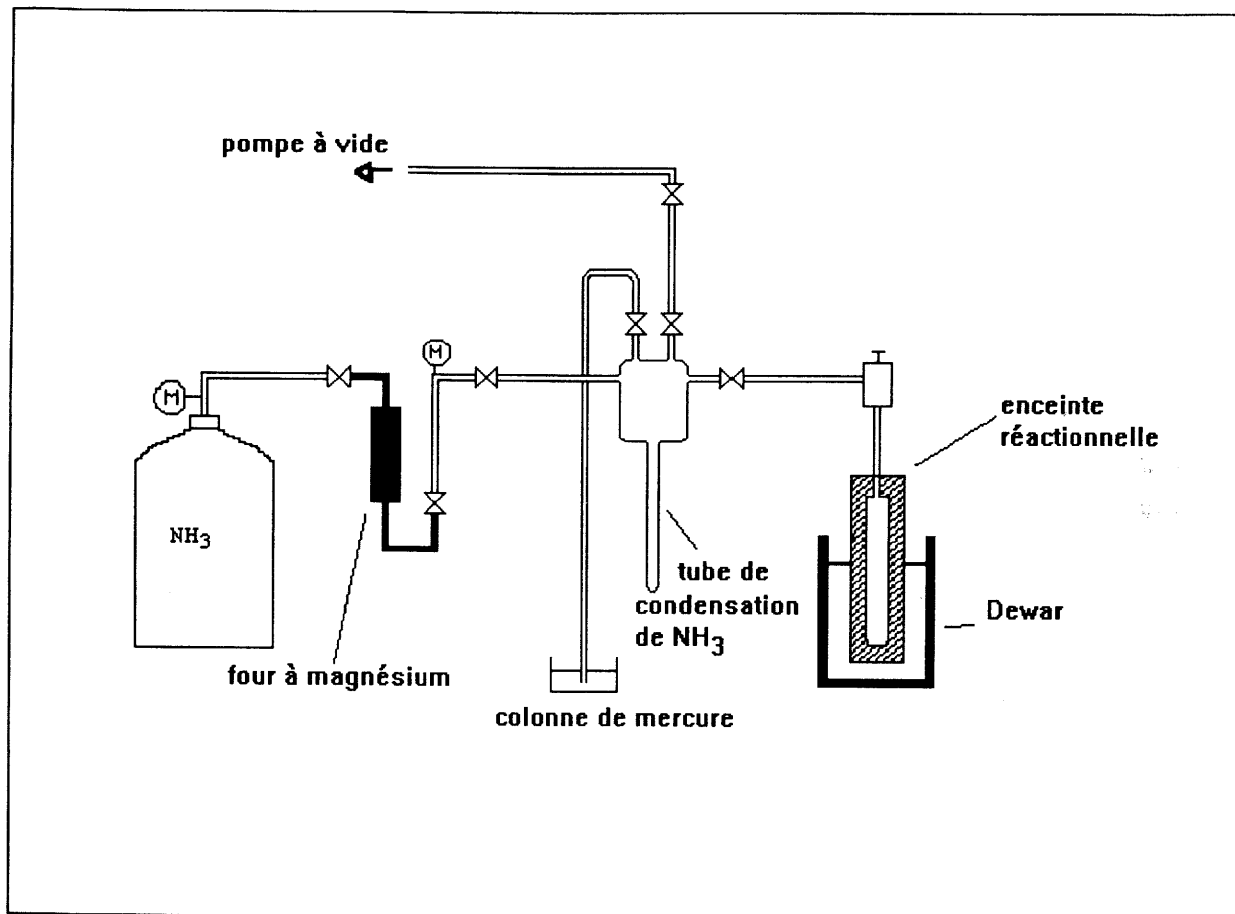 pompe à vide
M
M
enceinte
réactionnelle
NH3
tube de
condensation
de NH3
Dewar
four à magnésium
colonne de mercure